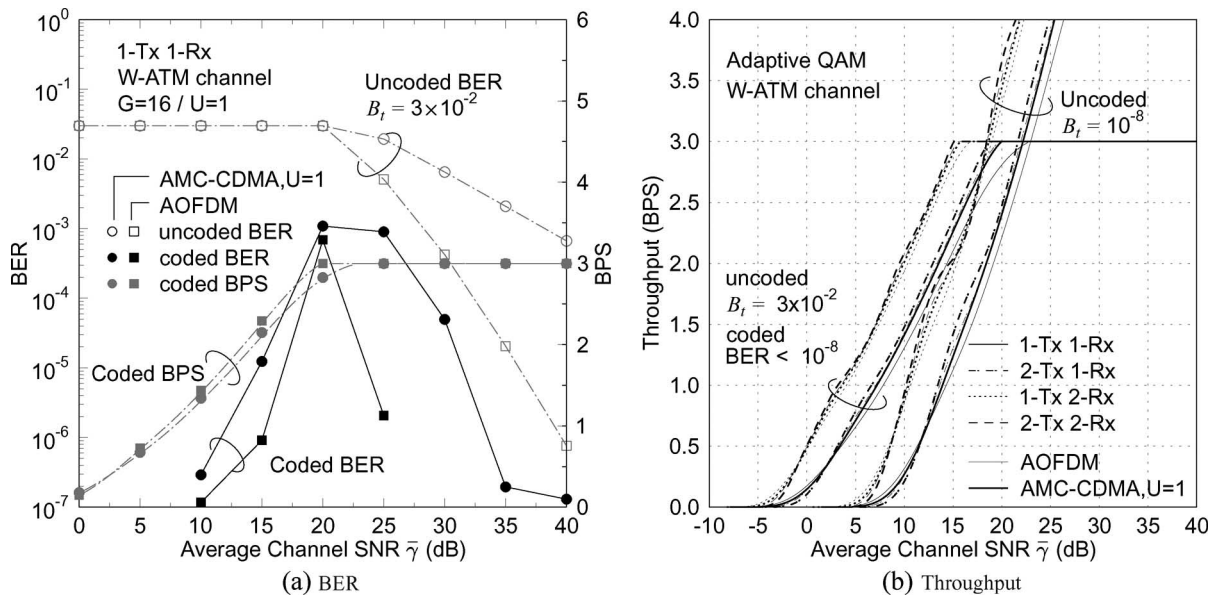 10^0
10^-1
10^-2
10^-3
10^-4
10^-5
10^-6
10^-7
BER
6
5
4
3
2
1
0
BPS
1-Tx 1-Rx
W-ATM channel
G=16 / U=1
Uncoded BER
B_t = 3×10^-2
AMC-CDMA,U=1
AOFDM
uncoded BER
coded BER
coded BPS
Coded BPS
Coded BER
0 5 10 15 20 25 30 35 40
Average Channel SNR γ̄ (dB)
(a) BER
4.0
3.5
3.0
2.5
2.0
1.5
1.0
0.5
0.0
Throughput (BPS)
Adaptive QAM
W-ATM channel
Uncoded
B_t = 10^-8
uncoded
B_t = 3x10^-2
coded
BER < 10^-8
1-Tx 1-Rx
2-Tx 1-Rx
1-Tx 2-Rx
2-Tx 2-Rx
AOFDM
AMC-CDMA,U=1
-10 -5 0 5 10 15 20 25 30 35 40
Average Channel SNR γ̄ (dB)
(b) Throughput